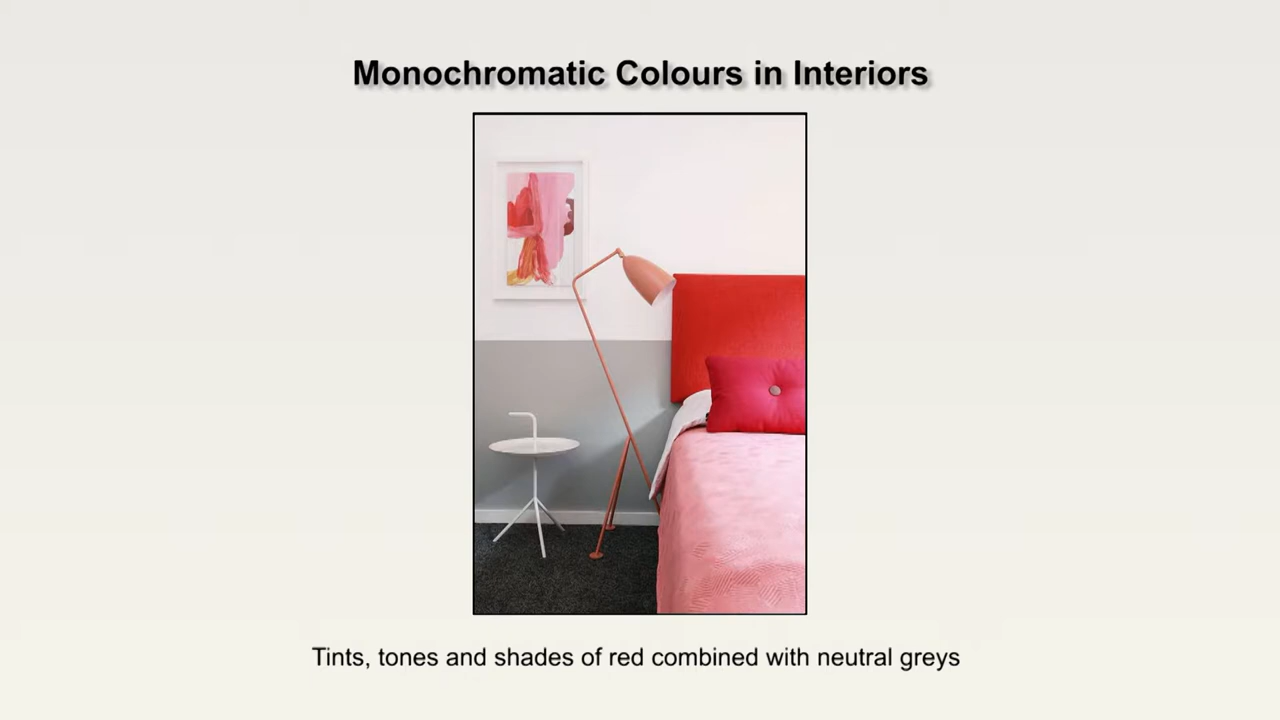 Monochromatic Colours in Interiors
Tints, tones and shades of red combined with neutral greys